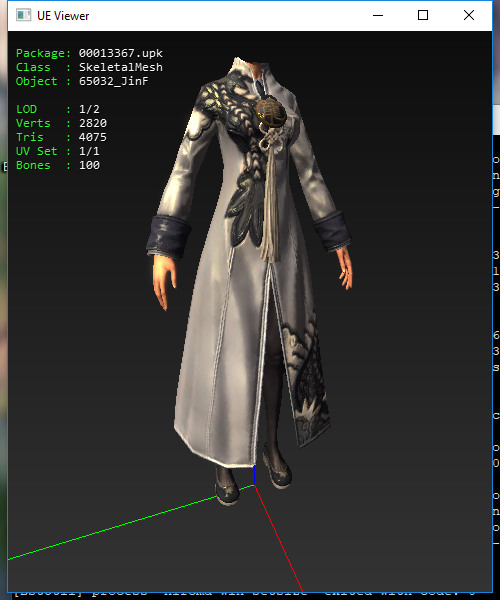 UE Viewer
Package: 00013367.upk
Class : SkeletalMesh
Object : 65032_JinF
LOD : 1/2
Verts : 2820
Tris : 4075
UV Set : 1/1
Bones : 100